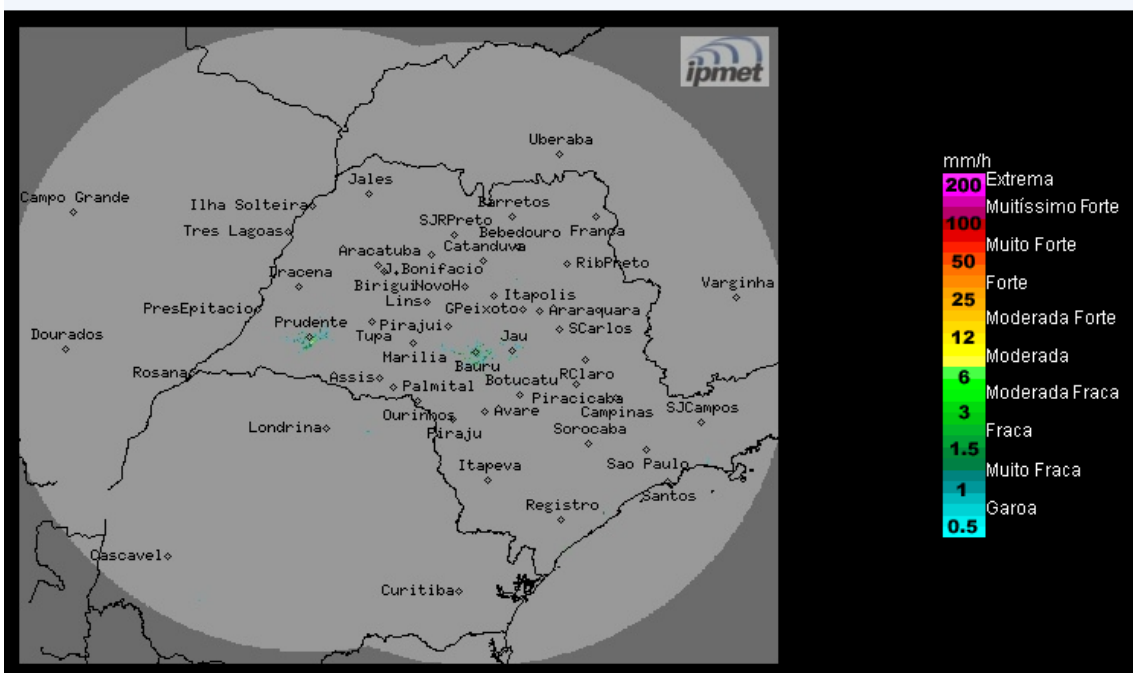 ipmet
Uberaba
Jales
Campo Grande
Ilha Solteira
Barretos
SJRPreto
Tres Lagoas
Bebedouro
Franca
Catanduva
Aracatuba
J.Bonifacio
RibPreto
Dracena
Birigui
NovoH
Varginha
Itapolis
PresEpitacio
Lins
GPeixoto
Araraquara
Prudente
Pirajui
SCarlos
Dourados
Tupa
Jau
Marilia
Bauru
Rosana
Assis
Botucatu
RClaro
Palmital
Piracicaba
Ourinhos
Avare
Campinas
SJCampos
Londrina
Piraju
Sorocaba
Itapeva
Sao Paulo
Santos
Registro
Cascavel
Curitiba
mm/h
200 Extrema
Muitíssimo Forte
100
Muito Forte
50
Forte
25
Moderada Forte
12
Moderada
6
Moderada Fraca
3
Fraca
1.5
Muito Fraca
1
Garoa
0.5